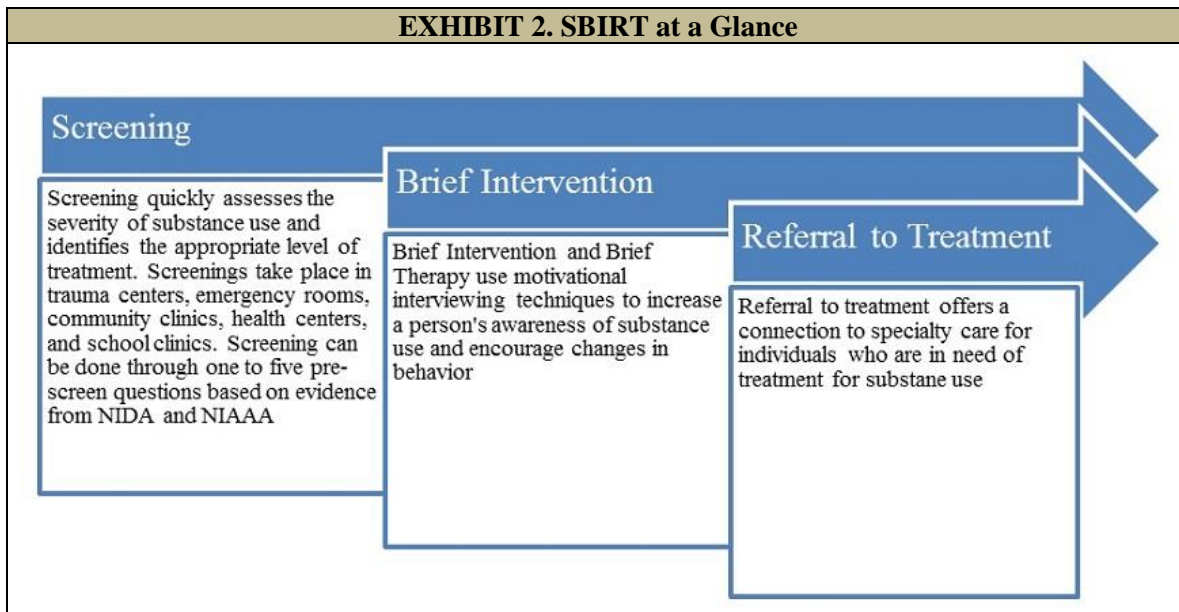 EXHIBIT 2. SBIRT at a Glance
Screening
Screening quickly assesses the
severity of substance use and
identifies the appropriate level of
treatment. Screenings take place in
trauma centers, emergency rooms,
community clinics, health centers,
and school clinics. Screening can
be done through one to five pre-
screen questions based on evidence
from NIDA and NIAAA
Brief Intervention
Brief Intervention and Brief
Therapy use motivational
interviewing techniques to increase
a person's awareness of substance
use and encourage changes in
behavior
Referral to Treatment
Referral to treatment offers a
connection to specialty care for
individuals who are in need of
treatment for substane use